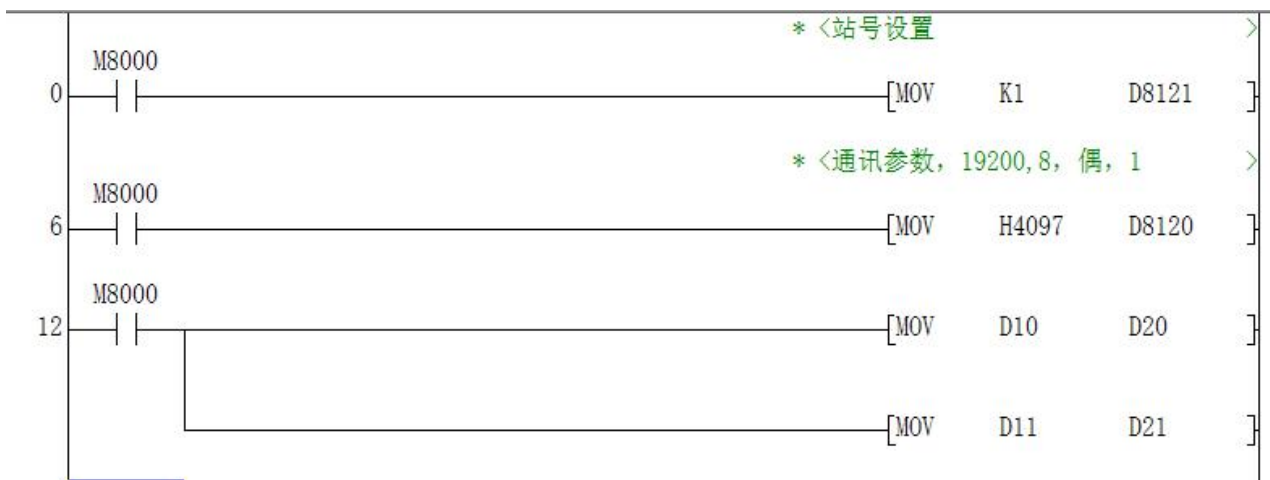 * <站号设置 >
M8000
0 [MOV K1 D8121 ]
* <通讯参数，19200,8，偶，1 >
M8000
6 [MOV H4097 D8120 ]
M8000
12 [MOV D10 D20 ]
[MOV D11 D21 ]